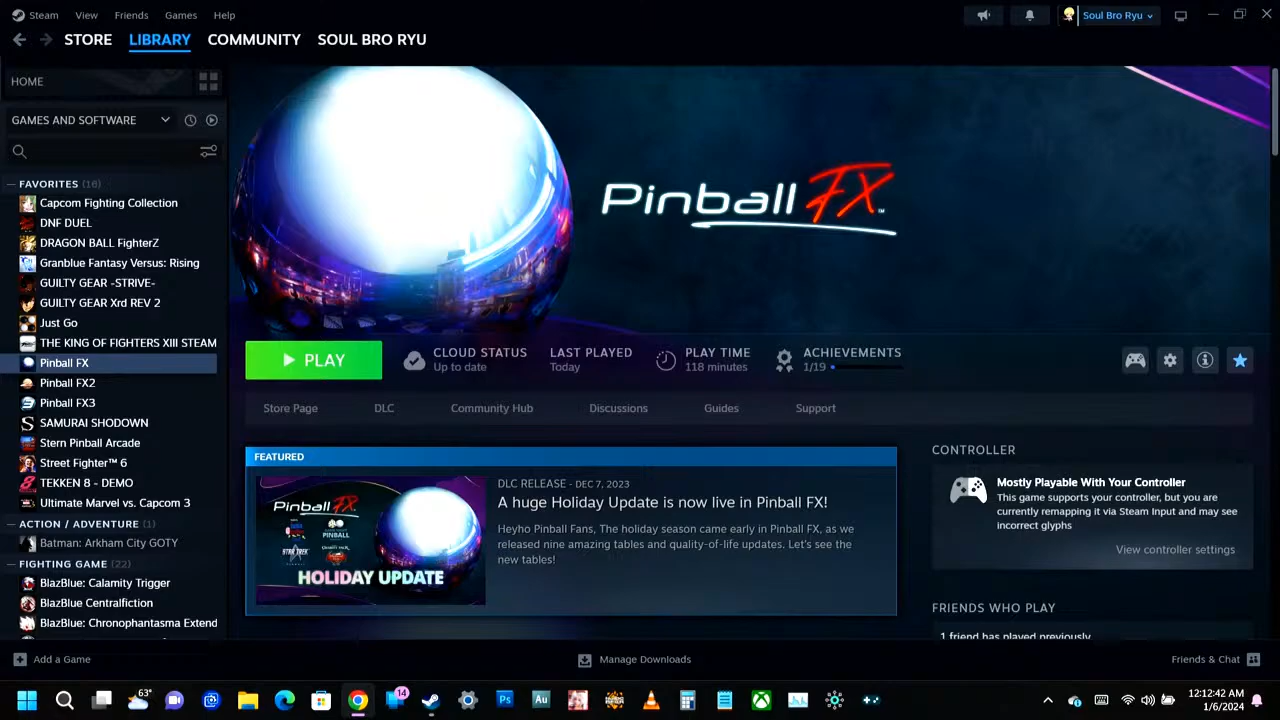 Steam View Friends Games Help
Soul Bro Ryu
STORE LIBRARY COMMUNITY SOUL BRO RYU
HOME
GAMES AND SOFTWARE
FAVORITES (16)
Capcom Fighting Collection
DNF DUEL
DRAGON BALL FighterZ
Granblue Fantasy Versus: Rising
GUILTY GEAR -STRIVE-
GUILTY GEAR Xrd REV 2
Just Go
THE KING OF FIGHTERS XIII STEAM
Pinball FX
Pinball FX2
Pinball FX3
SAMURAI SHODOWN
Stern Pinball Arcade
Street Fighter™ 6
TEKKEN 8 - DEMO
Ultimate Marvel vs. Capcom 3
ACTION / ADVENTURE (1)
Batman: Arkham City GOTY
FIGHTING GAME (22)
BlazBlue: Calamity Trigger
BlazBlue Centralfiction
BlazBlue: Chronophantasma Extend
Pinball FX™
PLAY
CLOUD STATUS
Up to date
LAST PLAYED
Today
PLAY TIME
118 minutes
ACHIEVEMENTS
1/19
Store Page DLC Community Hub Discussions Guides Support
FEATURED
Pinball FX
GAME NIGHT
PINBALL
STAR TREK
HOLIDAY UPDATE
DLC RELEASE - DEC 7, 2023
A huge Holiday Update is now live in Pinball FX!
Heyho Pinball Fans, The holiday season came early in Pinball FX, as we
released nine amazing tables and quality-of-life updates. Let's see the
new tables!
CONTROLLER
Mostly Playable With Your Controller
This game supports your controller, but you are
currently remapping it via Steam Input and may see
incorrect glyphs
View controller settings
FRIENDS WHO PLAY
1 friend has played previously
Add a Game
Manage Downloads
Friends & Chat
63°
14
Ps
Au
12:12:42 AM
1/6/2024